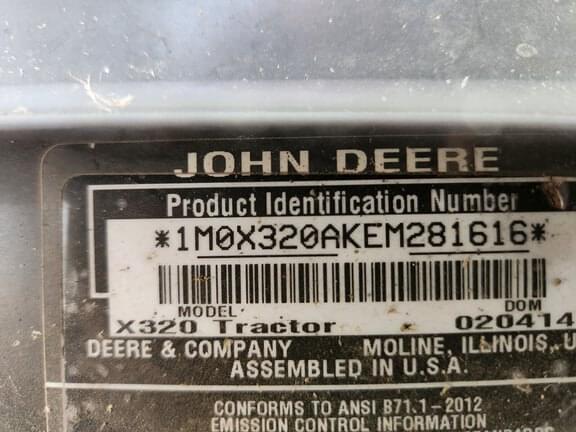 JOHN DEERE
Product Identification Number
*1M0X320AKEM281616*
MODEL DOM
X320 Tractor 020414
DEERE & COMPANY MOLINE, ILLINOIS, U
ASSEMBLED IN U.S.A.
CONFORMS TO ANSI B71.1-2012
EMISSION CONTROL INFORMATION